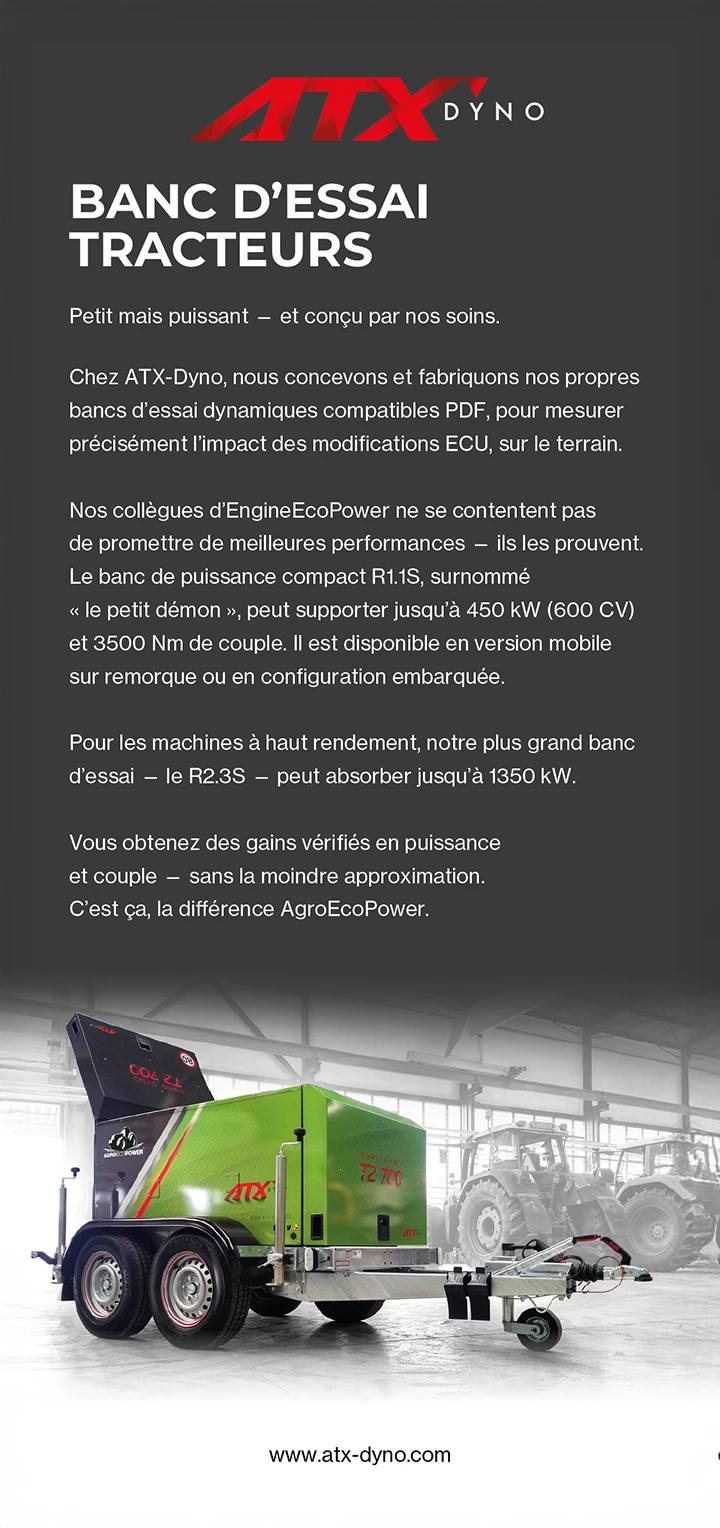 ATX DYNO
BANC D’ESSAI
TRACTEURS
Petit mais puissant — et conçu par nos soins.
Chez ATX-Dyno, nous concevons et fabriquons nos propres
bancs d’essai dynamiques compatibles PDF, pour mesurer
précisément l’impact des modifications ECU, sur le terrain.
Nos collègues d’EngineEcoPower ne se contentent pas
de promettre de meilleures performances — ils les prouvent.
Le banc de puissance compact R1.1S, surnommé
« le petit démon », peut supporter jusqu’à 450 kW (600 CV)
et 3500 Nm de couple. Il est disponible en version mobile
sur remorque ou en configuration embarquée.
Pour les machines à haut rendement, notre plus grand banc
d’essai — le R2.3S — peut absorber jusqu’à 1350 kW.
Vous obtenez des gains vérifiés en puissance
et couple — sans la moindre approximation.
C’est ça, la différence AgroEcoPower.
T2 700
AGROECOPOWER
ATX
T2 700
ATX
www.atx-dyno.com